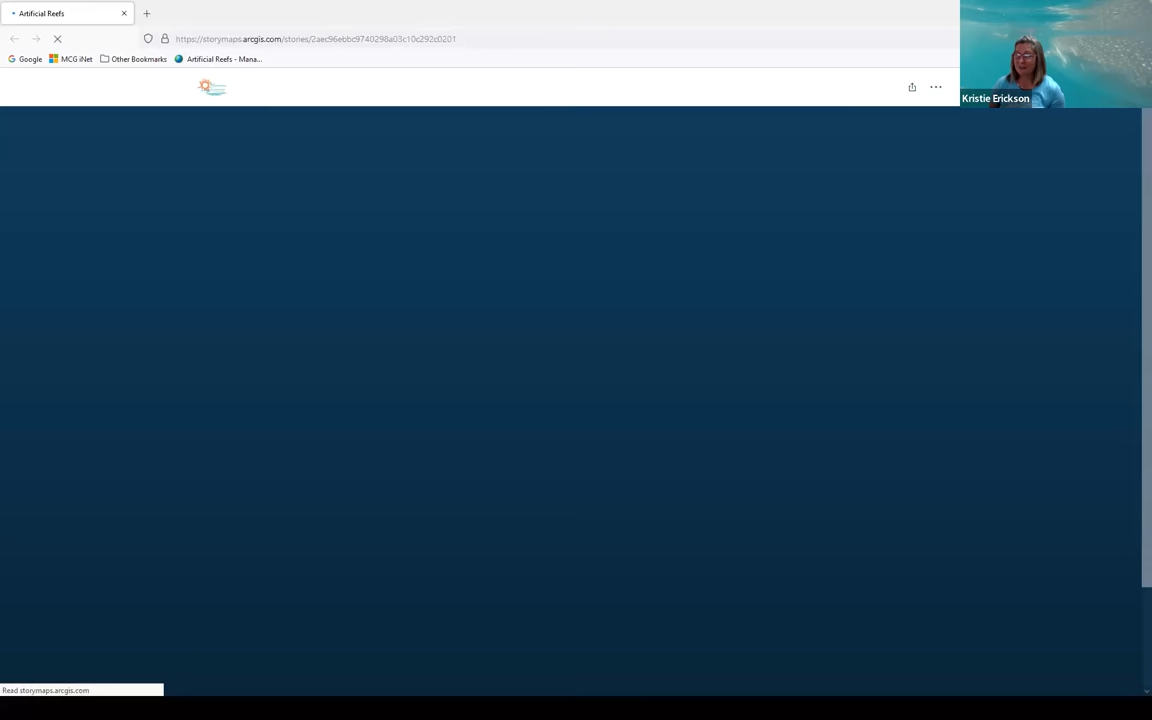 Artificial Reefs
https://storymaps.arcgis.com/stories/2aec96ebbc9740298a03c10c292c0201
Google MCG iNet Other Bookmarks Artificial Reefs - Mana...
Kristie Erickson
Read storymaps.arcgis.com